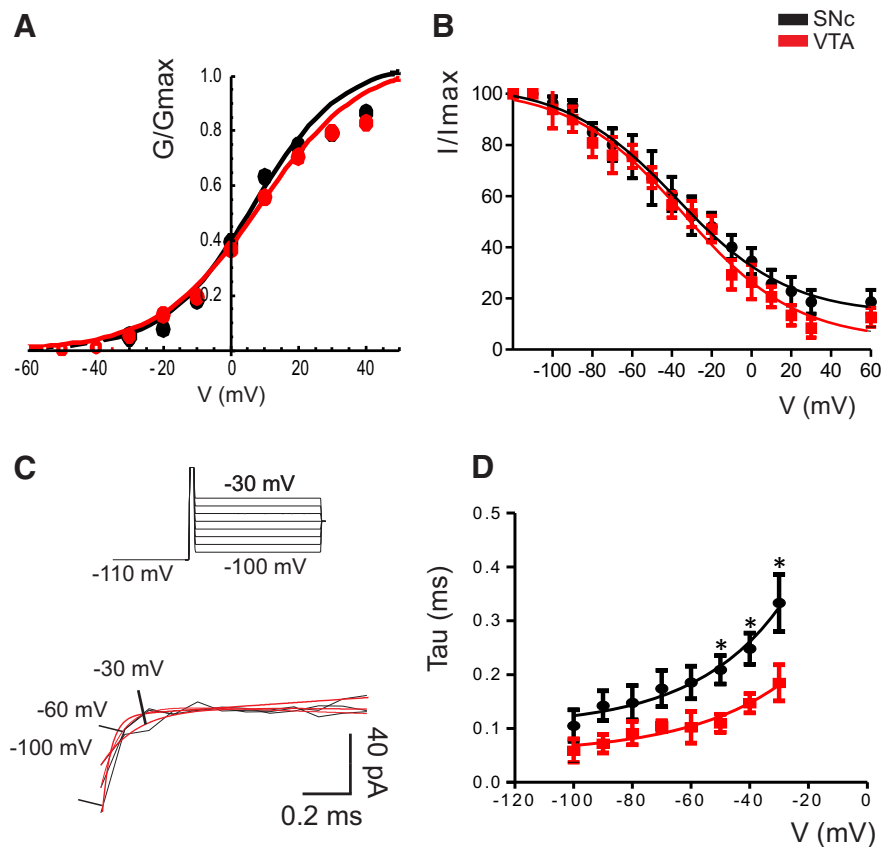 A
G/Gmax
1.0
0.8
0.6
0.4
0.2
-60 -40 -20 0 20 40
V (mV)
B
SNc
VTA
I/Imax
100
80
60
40
20
0
-100 -80 -60 -40 -20 0 20 40 60
V (mV)
C
-30 mV
-110 mV
-100 mV
-30 mV
-60 mV
-100 mV
40 pA
0.2 ms
D
Tau (ms)
0.5
0.4
0.3
0.2
0.1
0.0
* * *
-120 -100 -80 -60 -40 -20 0
V (mV)